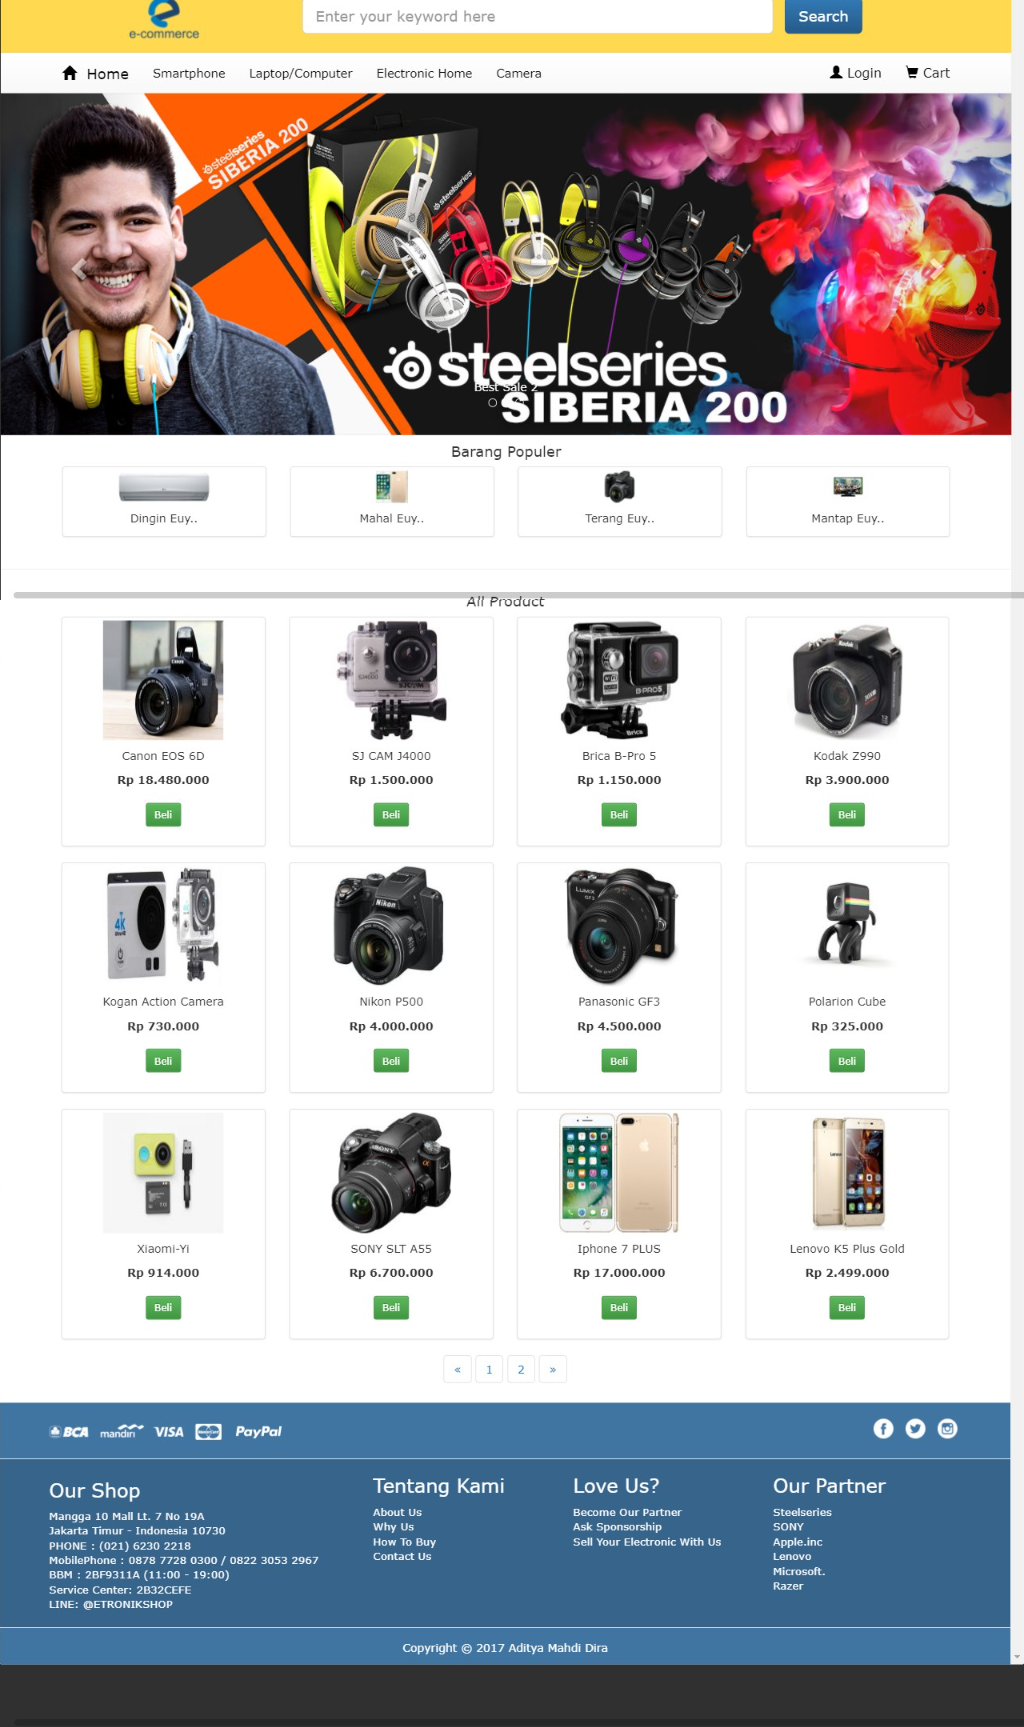 e-commerce
Enter your keyword here
Search
Home
Smartphone
Laptop/Computer
Electronic Home
Camera
Login
Cart
steelseries
SIBERIA 200
steelseries
steelseries
SIBERIA 200
Best Sale 2
Barang Populer
Dingin Euy..
Mahal Euy..
Terang Euy..
Mantap Euy..
All Product
Canon EOS 6D
Rp 18.480.000
Beli
SJ CAM J4000
Rp 1.500.000
Beli
Brica B-Pro 5
Rp 1.150.000
Beli
Kodak Z990
Rp 3.900.000
Beli
Kogan Action Camera
Rp 730.000
Beli
Nikon P500
Rp 4.000.000
Beli
Panasonic GF3
Rp 4.500.000
Beli
Polarion Cube
Rp 325.000
Beli
Xiaomi-Yi
Rp 914.000
Beli
SONY SLT A55
Rp 6.700.000
Beli
Iphone 7 PLUS
Rp 17.000.000
Beli
Lenovo K5 Plus Gold
Rp 2.499.000
Beli
« 1 2 »
BCA mandiri VISA MasterCard PayPal
Our Shop
Mangga 10 Mall Lt. 7 No 19A
Jakarta Timur - Indonesia 10730
PHONE : (021) 6230 2218
MobilePhone : 0878 7728 0300 / 0822 3053 2967
BBM : 2BF9311A (11:00 - 19:00)
Service Center: 2B32CEFE
LINE: @ETRONIKSHOP
Tentang Kami
About Us
Why Us
How To Buy
Contact Us
Love Us?
Become Our Partner
Ask Sponsorship
Sell Your Electronic With Us
Our Partner
Steelseries
SONY
Apple.inc
Lenovo
Microsoft.
Razer
Copyright © 2017 Aditya Mahdi Dira